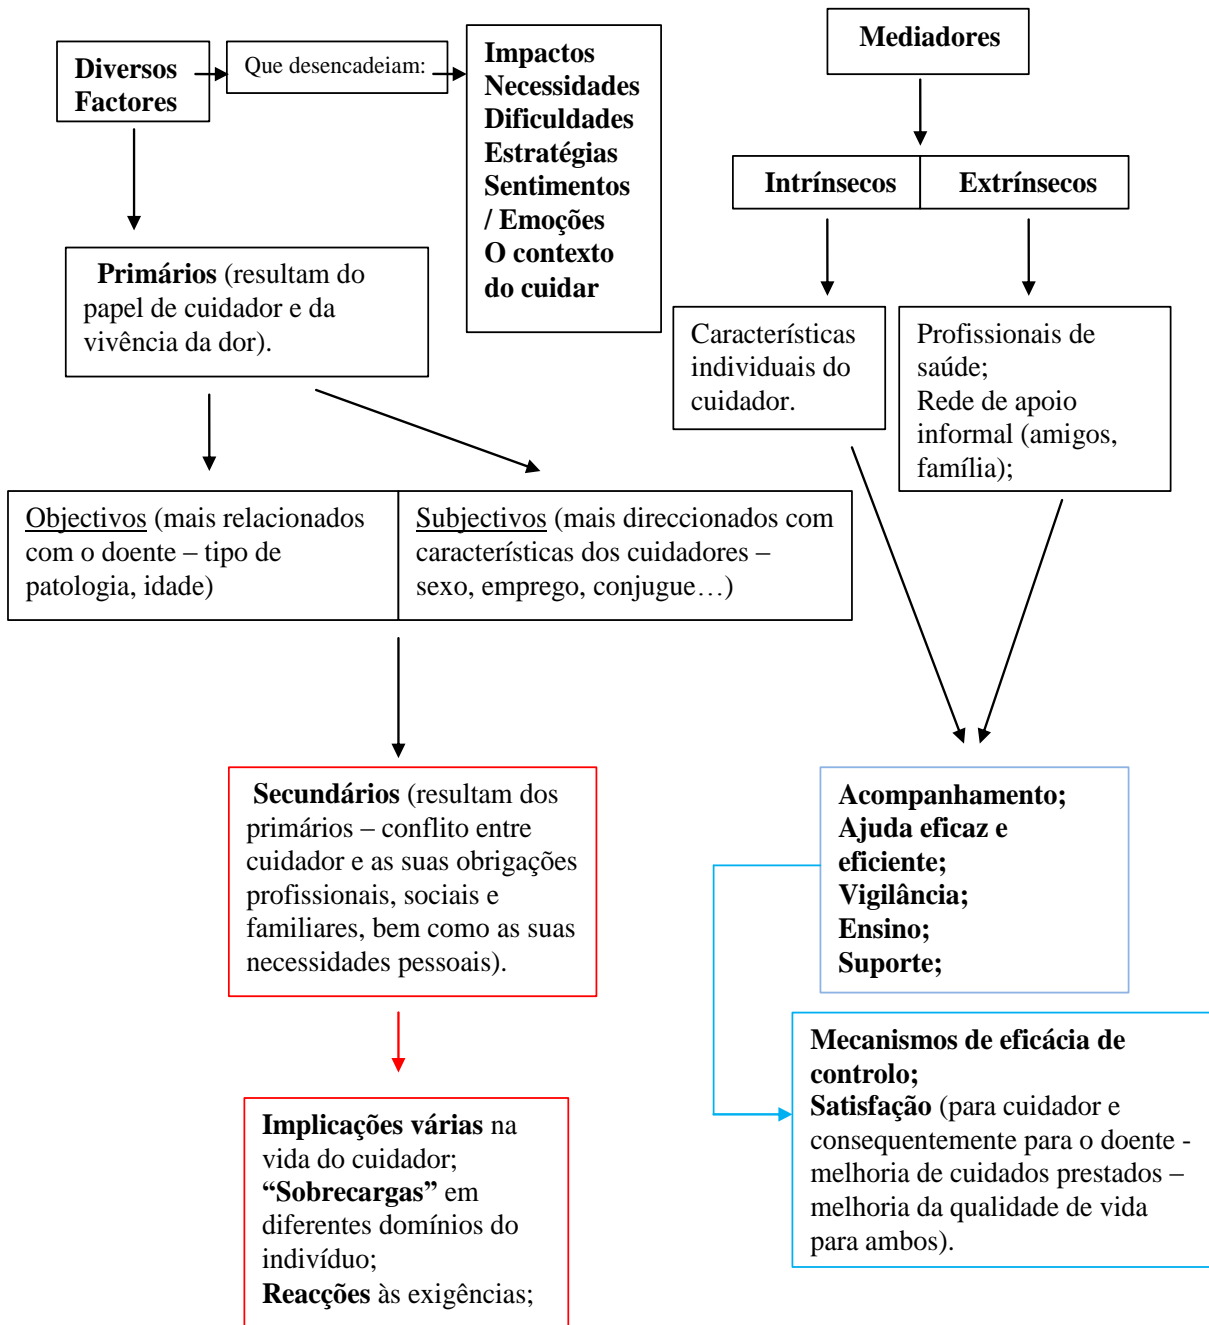 Diversos
Factores
Que desencadeiam:
Impactos
Necessidades
Dificuldades
Estratégias
Sentimentos
/ Emoções
O contexto
do cuidar
Primários (resultam do
papel de cuidador e da
vivência da dor).
Objectivos (mais relacionados
com o doente – tipo de
patologia, idade)
Subjectivos (mais direccionados com
características dos cuidadores –
sexo, emprego, conjugue…)
Secundários (resultam dos
primários – conflito entre
cuidador e as suas obrigações
profissionais, sociais e
familiares, bem como as suas
necessidades pessoais).
Implicações várias na
vida do cuidador;
“Sobrecargas” em
diferentes domínios do
indivíduo;
Reacções às exigências;
Mediadores
Intrínsecos
Extrínsecos
Características
individuais do
cuidador.
Profissionais de
saúde;
Rede de apoio
informal (amigos,
família);
Acompanhamento;
Ajuda eficaz e
eficiente;
Vigilância;
Ensino;
Suporte;
Mecanismos de eficácia de
controlo;
Satisfação (para cuidador e
consequentemente para o doente -
melhoria de cuidados prestados –
melhoria da qualidade de vida
para ambos).